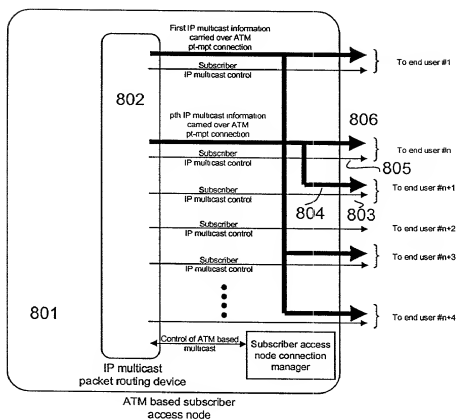 First IP multicast information
carried over ATM
pt-mpt connection
To end user #1
Subscriber
IP multicast control
802
pth IP multicast information
carried over ATM
pt-mpt connection
806
To end user #n
Subscriber
IP multicast control
805
To end user #n+1
Subscriber
IP multicast control
804
803
Subscriber
IP multicast control
To end user #n+2
To end user #n+3
Subscriber
IP multicast control
801
To end user #n+4
Control of ATM based
multicast
Subscriber access
node connection
manager
IP multicast
packet routing device
ATM based subscriber
access node